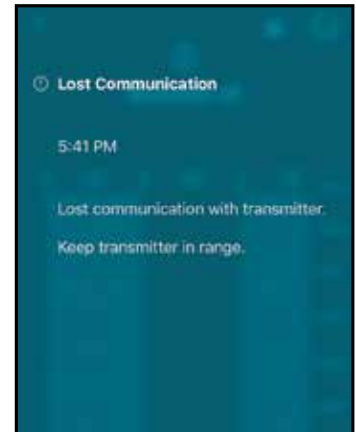 Lost Communication
5:41 PM
Lost communication with transmitter.
Keep transmitter in range.